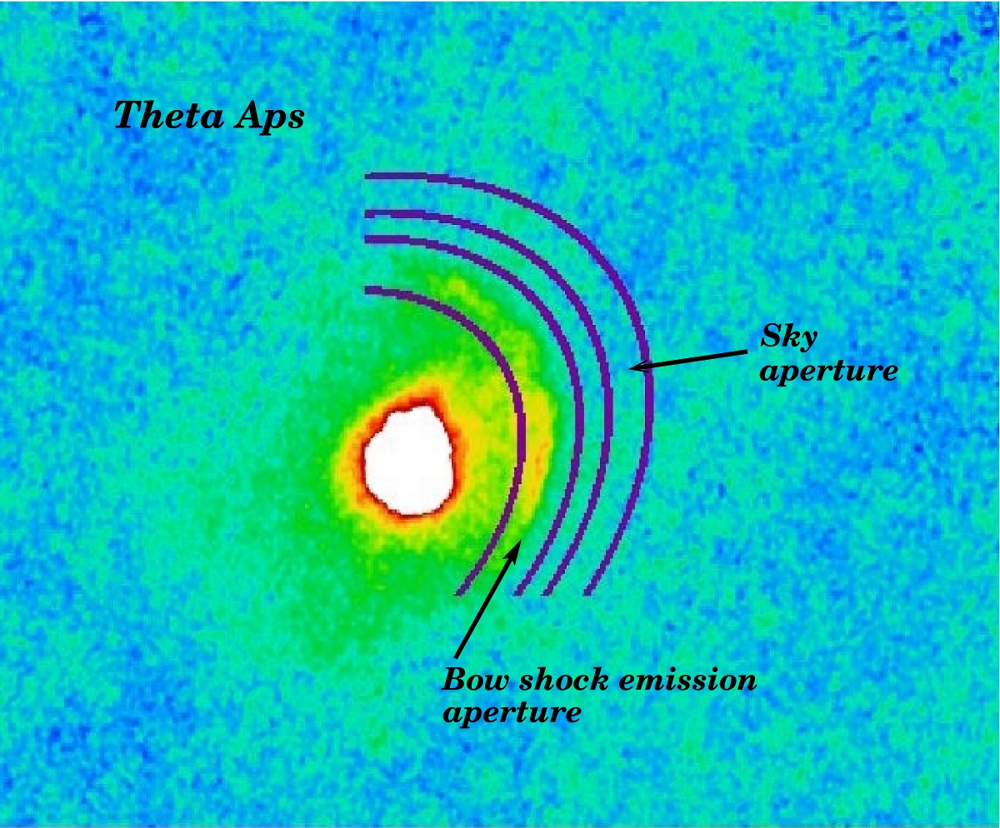 Theta Aps
Sky
aperture
Bow shock emission
aperture